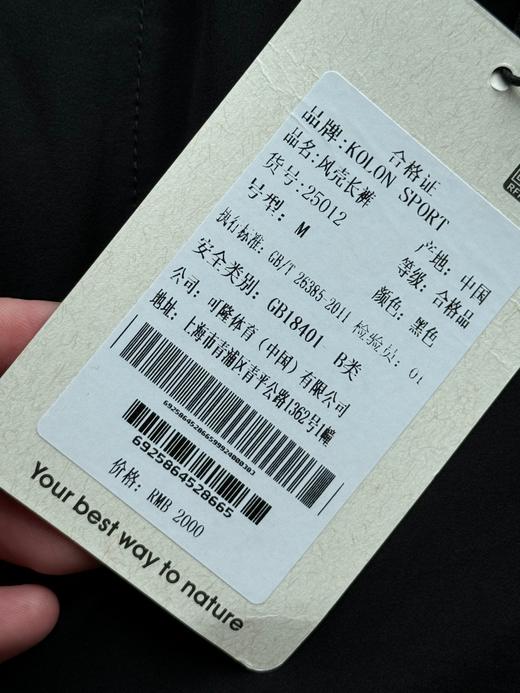 合格证
品牌:KOLON SPORT
品名:风壳长裤 产地: 中国
货号:25012 等级: 合格品
号型: M 颜色: 黑色
执行标准: GB/T 26385-2011 检验员: 01
安全类别: GB18401 B类
公司: 可隆体育（中国）有限公司
地址: 上海市青浦区青平公路1362号1幢
692586452866599924000302
6925864528665
价格: RMB 2000
Your best way to nature